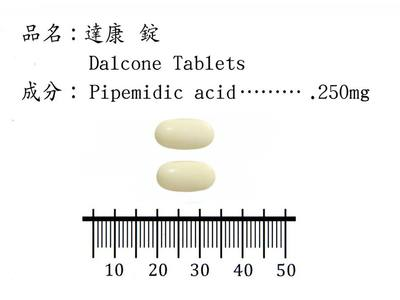 品名：達康 錠
Dalcone Tablets
成分：Pipemidic acid⋯⋯⋯ .250mg
10 20 30 40 50